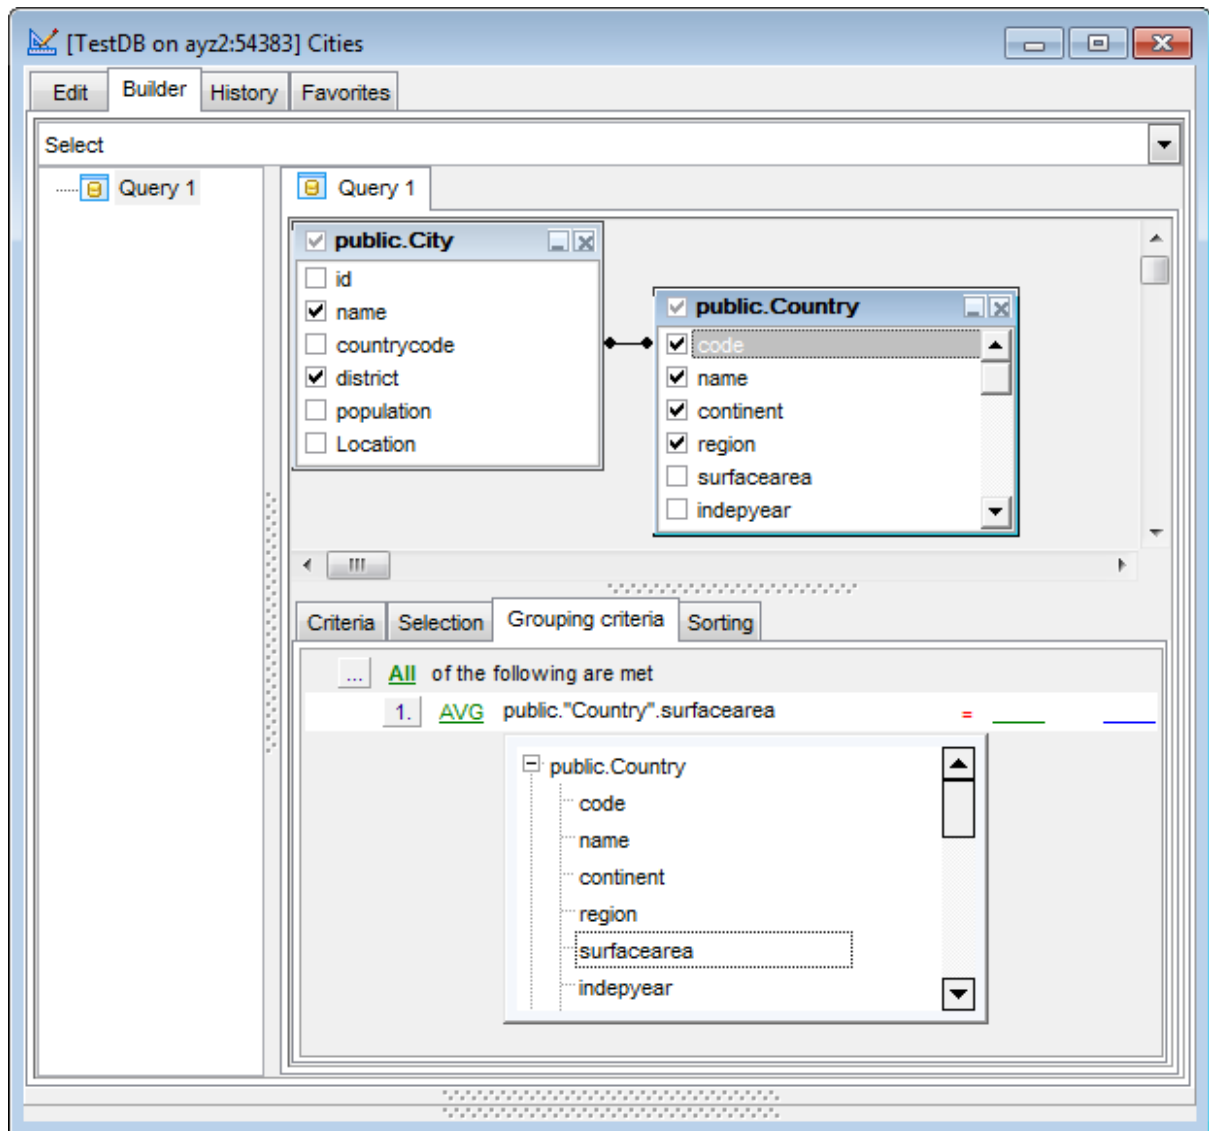 [TestDB on ayz2:54383] Cities
Edit Builder History Favorites
Select
Query 1
Query 1
public.City
id
name
countrycode
district
population
Location
public.Country
code
name
continent
region
surfacearea
indepyear
Criteria Selection Grouping criteria Sorting
... All of the following are met
1. AVG public."Country".surfacearea =
public.Country
code
name
continent
region
surfacearea
indepyear